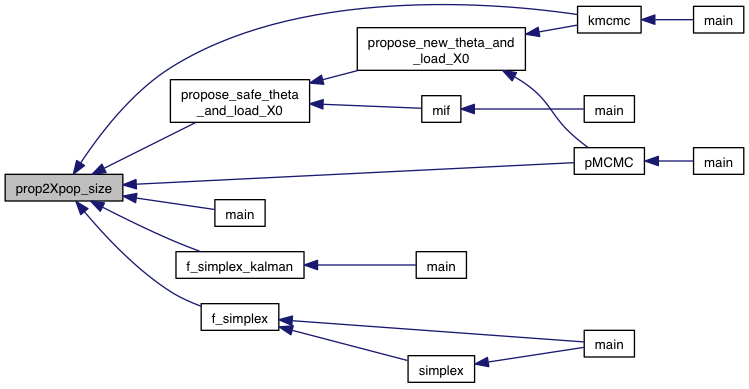 kmcmc
main
propose_new_theta_and
_load_X0
propose_safe_theta
_and_load_X0
mif
main
pMCMC
main
prop2Xpop_size
main
f_simplex_kalman
main
f_simplex
main
simplex